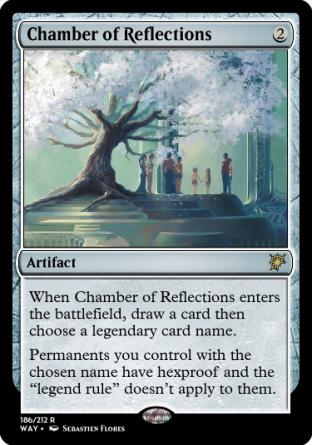 Chamber of Reflections 2
Artifact
When Chamber of Reflections enters
the battlefield, draw a card then
choose a legendary card name.
Permanents you control with the
chosen name have hexproof and the
“legend rule” doesn’t apply to them.
186/212 R
WAY • Sebastien Flores